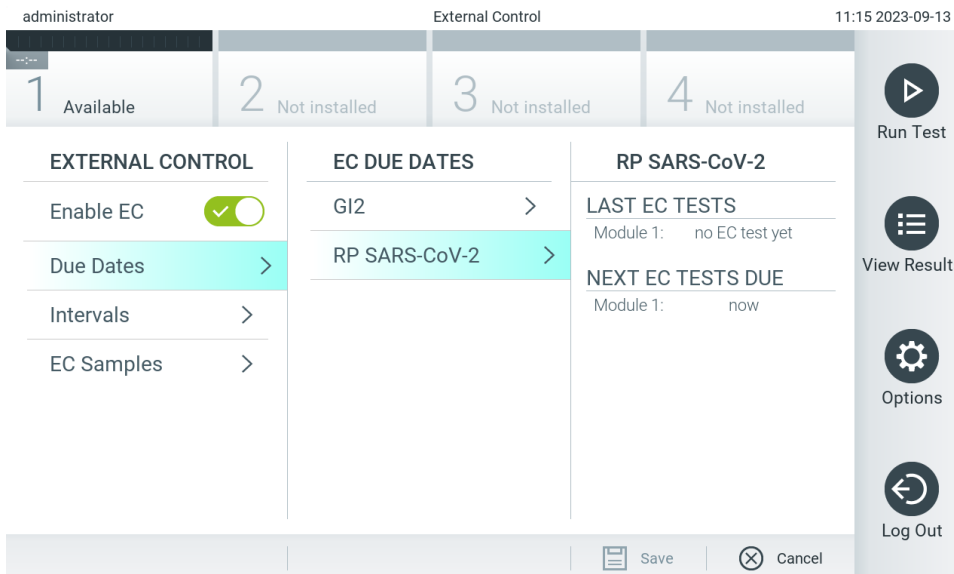 administrator External Control 11:15 2023-09-13
--:--
1 Available 2 Not installed 3 Not installed 4 Not installed
Run Test
EXTERNAL CONTROL EC DUE DATES RP SARS-CoV-2
Enable EC GI2 LAST EC TESTS
Module 1: no EC test yet
Due Dates RP SARS-CoV-2 NEXT EC TESTS DUE
View Result
Module 1: now
Intervals
EC Samples
Options
Log Out
Save Cancel